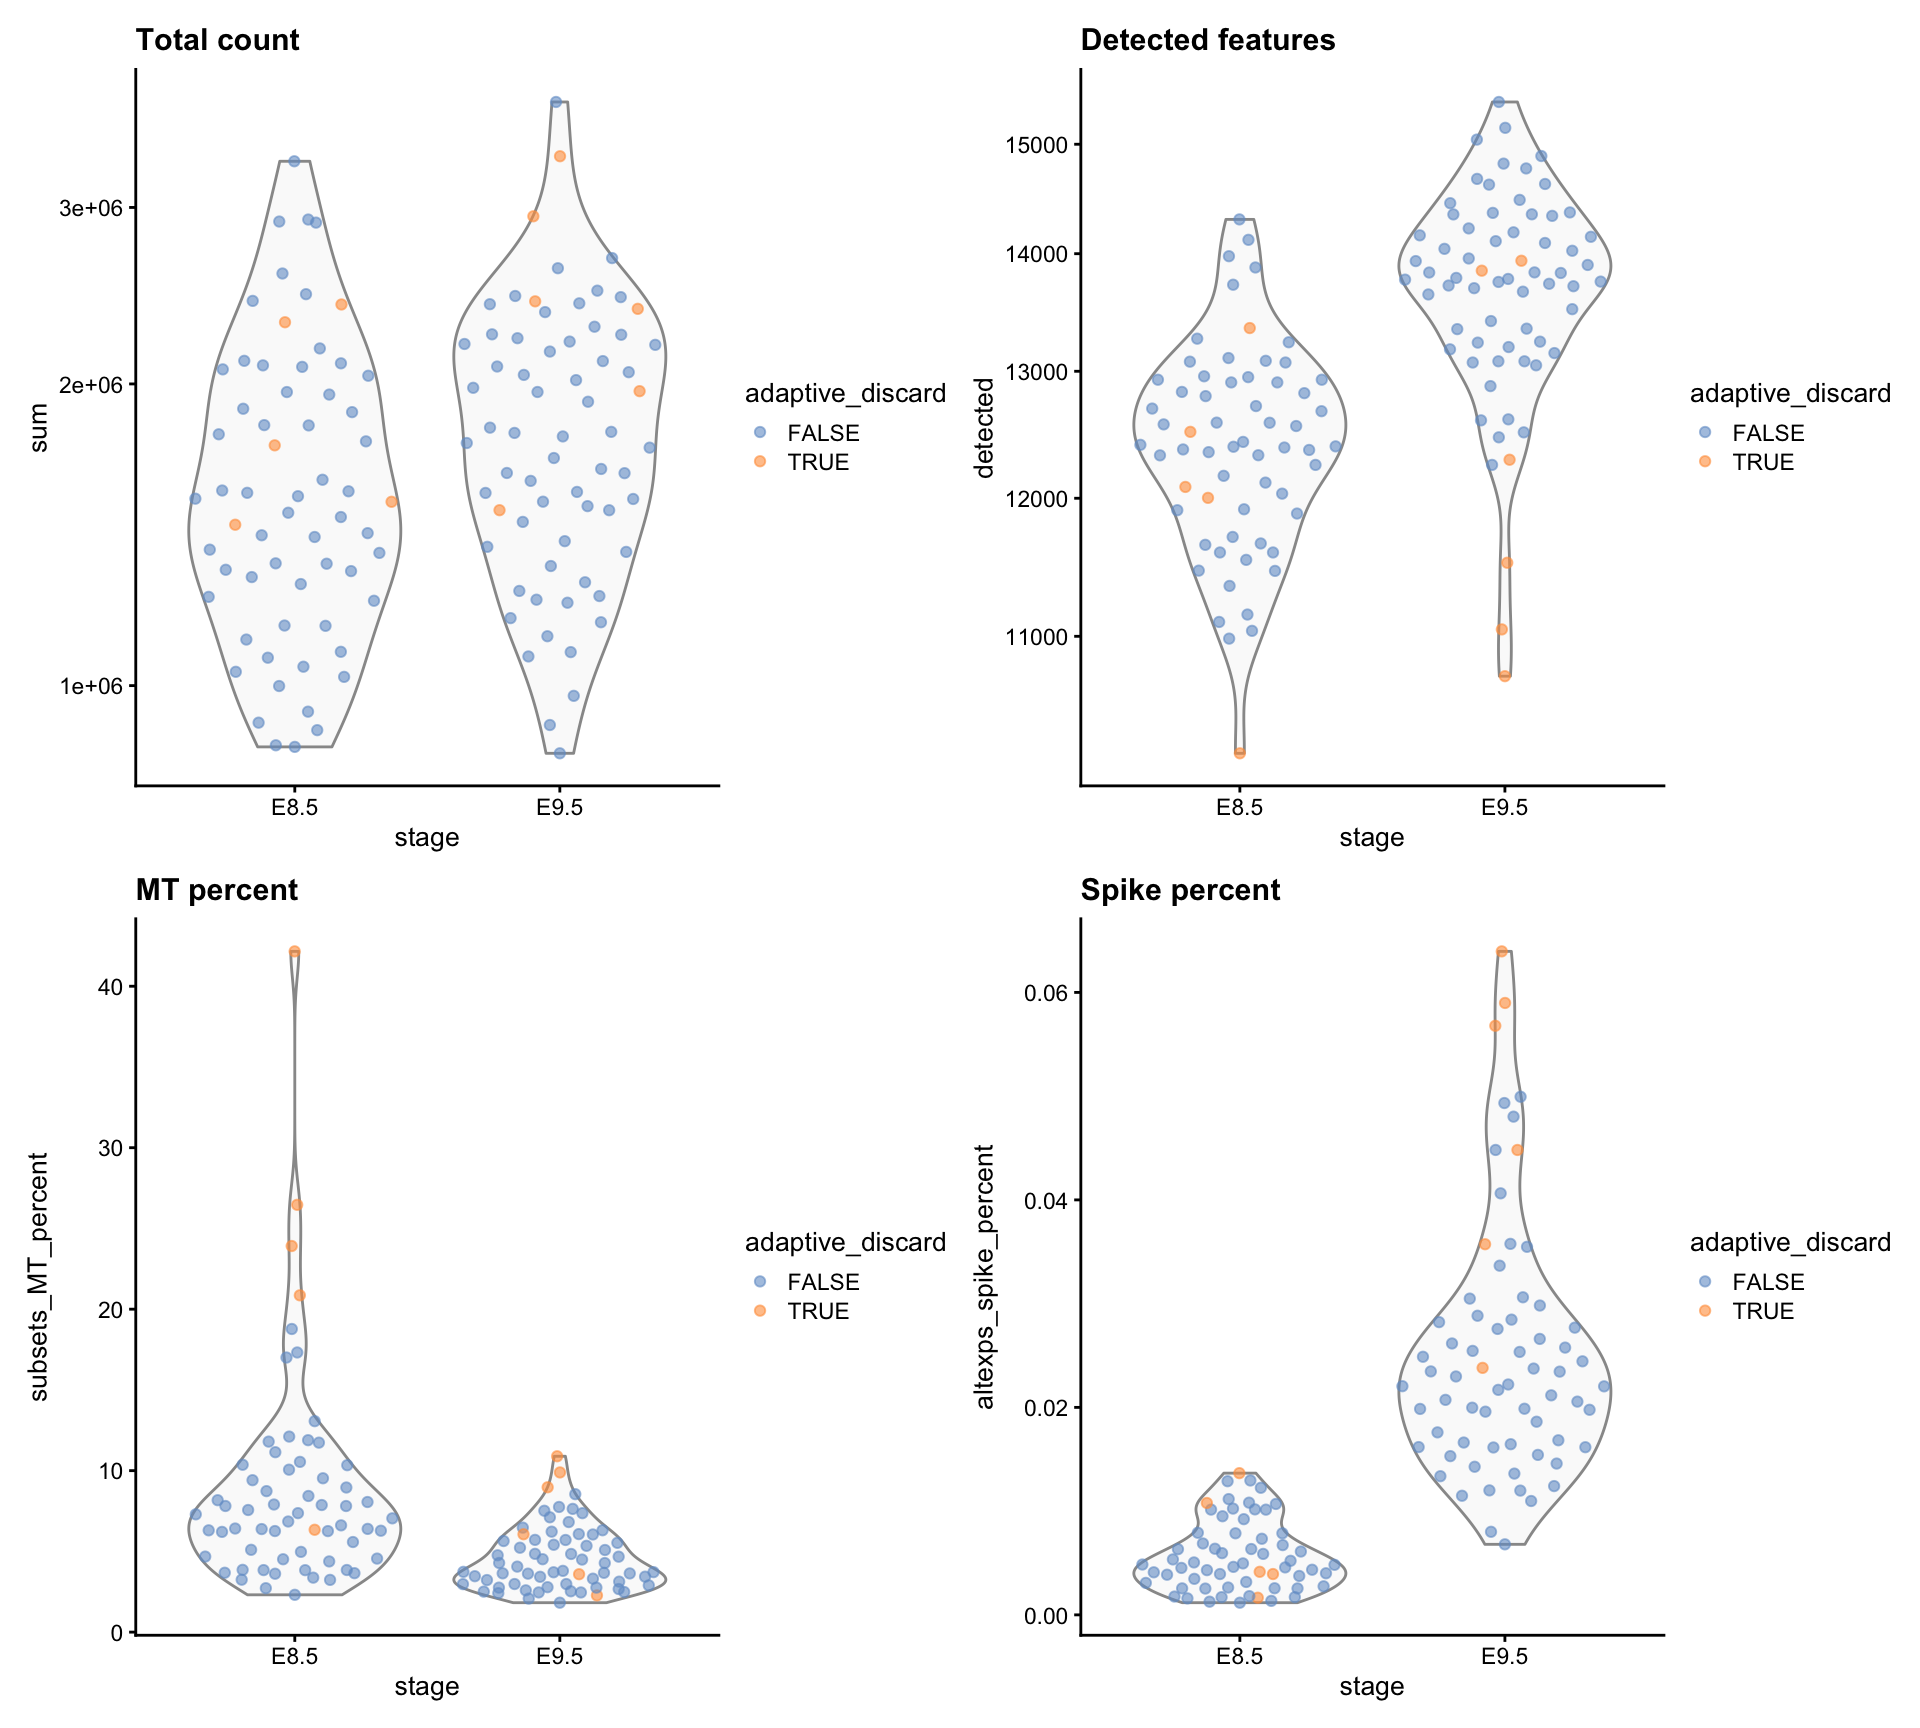 Total count
sum
3e+06
2e+06
1e+06
E8.5
E9.5
stage
adaptive_discard
FALSE
TRUE
Detected features
detected
15000
14000
13000
12000
11000
E8.5
E9.5
stage
adaptive_discard
FALSE
TRUE
MT percent
subsets_MT_percent
40
30
20
10
0
E8.5
E9.5
stage
adaptive_discard
FALSE
TRUE
Spike percent
altexps_spike_percent
0.06
0.04
0.02
0.00
E8.5
E9.5
stage
adaptive_discard
FALSE
TRUE